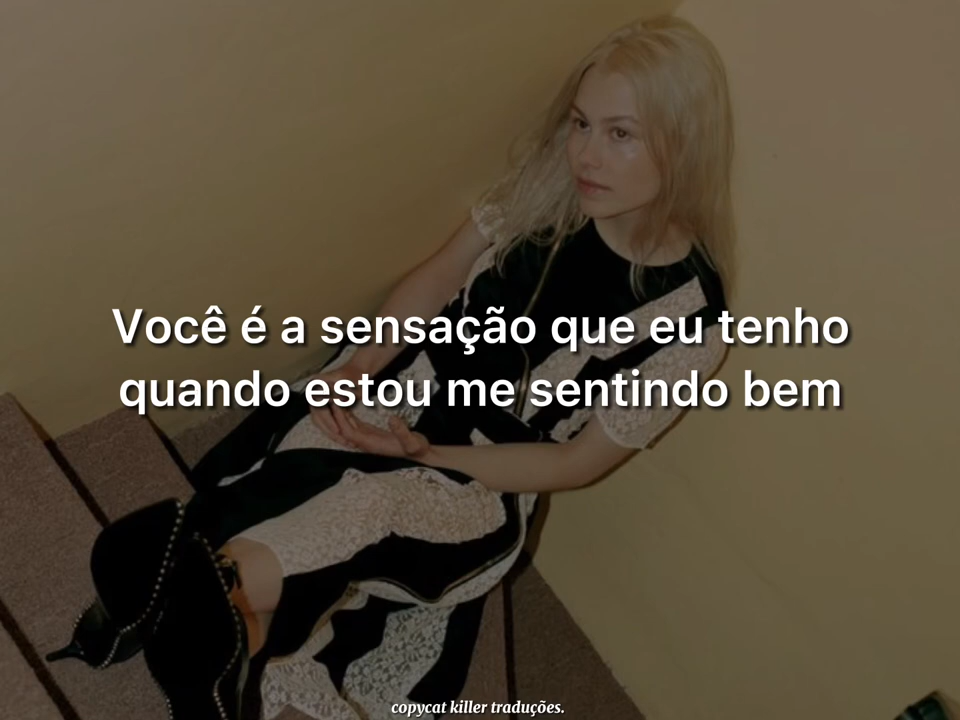 Você é a sensação que eu tenho
quando estou me sentindo bem
copycat killer traduções.